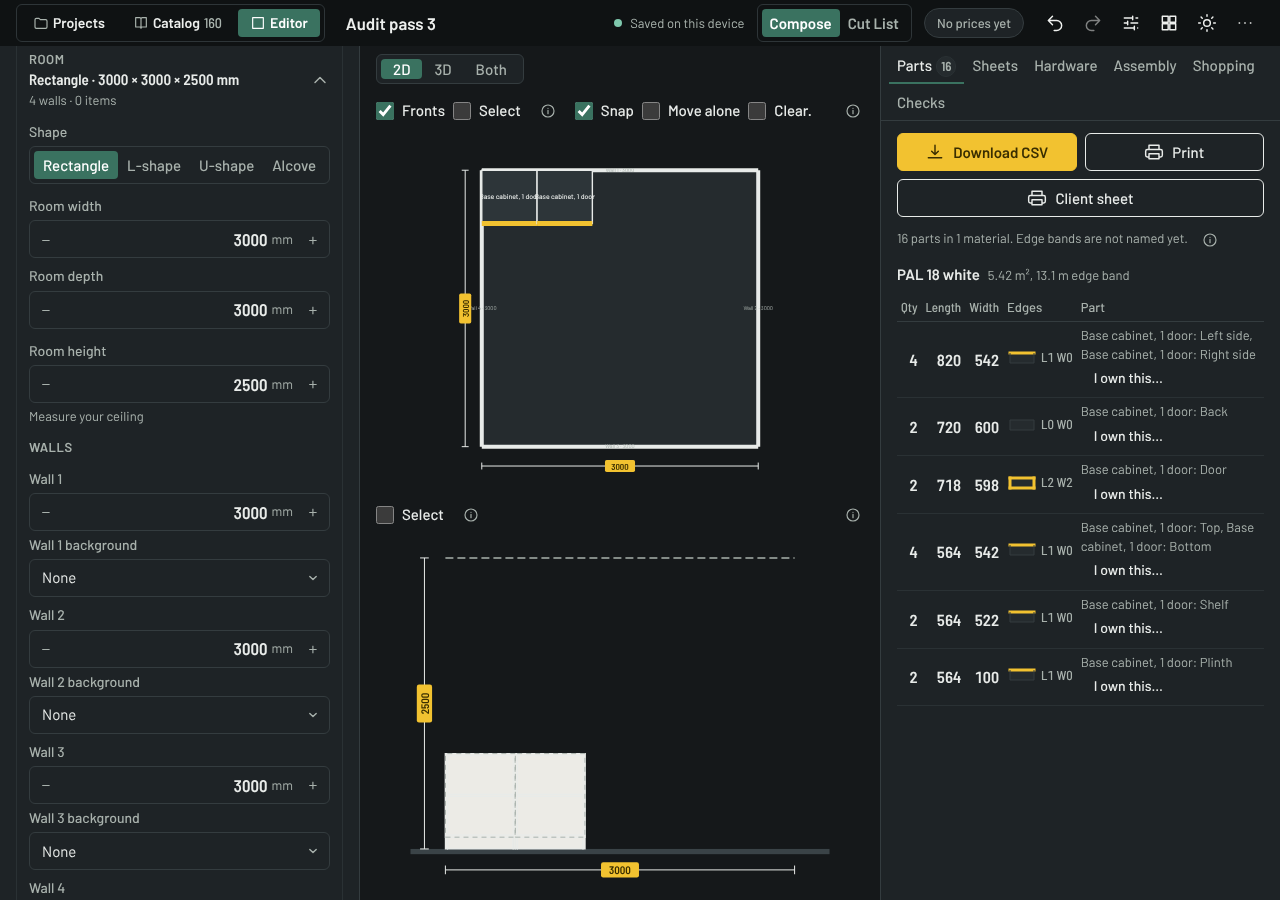 Projects
Catalog 160
Editor
Audit pass 3
Saved on this device
Compose
Cut List
No prices yet
ROOM
Rectangle · 3000 × 3000 × 2500 mm
4 walls · 0 items
Shape
Rectangle
L-shape
U-shape
Alcove
Room width
− 3000 mm +
Room depth
− 3000 mm +
Room height
− 2500 mm +
Measure your ceiling
WALLS
Wall 1
− 3000 mm +
Wall 1 background
None
Wall 2
− 3000 mm +
Wall 2 background
None
Wall 3
− 3000 mm +
Wall 3 background
None
Wall 4
2D
3D
Both
Fronts
Select
Snap
Move alone
Clear.
3000
3000
Select
2500
3000
Parts 16
Sheets
Hardware
Assembly
Shopping
Checks
Download CSV
Print
Client sheet
16 parts in 1 material. Edge bands are not named yet.
PAL 18 white 5.42 m², 13.1 m edge band
Qty Length Width Edges Part
4 820 542 L1 W0 Base cabinet, 1 door: Left side,
Base cabinet, 1 door: Right side
I own this...
2 720 600 L0 W0 Base cabinet, 1 door: Back
I own this...
2 718 598 L2 W2 Base cabinet, 1 door: Door
I own this...
4 564 542 L1 W0 Base cabinet, 1 door: Top, Base
cabinet, 1 door: Bottom
I own this...
2 564 522 L1 W0 Base cabinet, 1 door: Shelf
I own this...
2 564 100 L1 W0 Base cabinet, 1 door: Plinth
I own this...